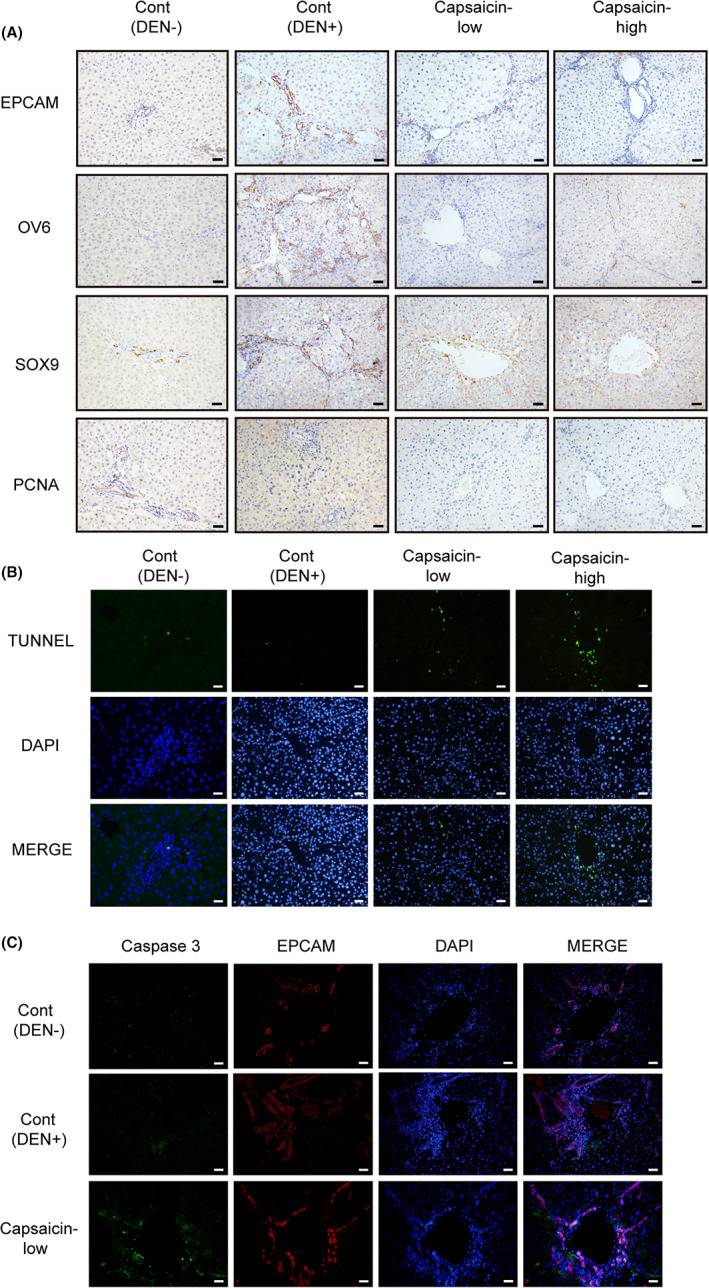 (A)
Cont (DEN-)
Cont (DEN+)
Capsaicin-low
Capsaicin-high
EPCAM
OV6
SOX9
PCNA
(B)
Cont (DEN-)
Cont (DEN+)
Capsaicin-low
Capsaicin-high
TUNNEL
DAPI
MERGE
(C)
Caspase 3
EPCAM
DAPI
MERGE
Cont (DEN-)
Cont (DEN+)
Capsaicin-low